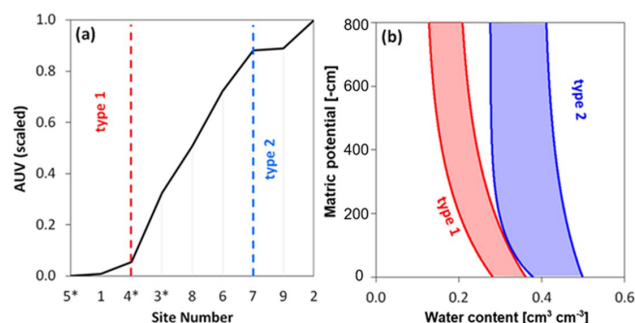 (a)
AUV (scaled)
1.0
0.8
0.6
0.4
0.2
0.0
type 1
type 2
5* 1 4* 3* 8 6 7 9 2
Site Number
(b)
Matric potential [-cm]
800
600
400
200
0
type 1
type 2
0.0 0.2 0.4 0.6
Water content [cm³ cm⁻³]